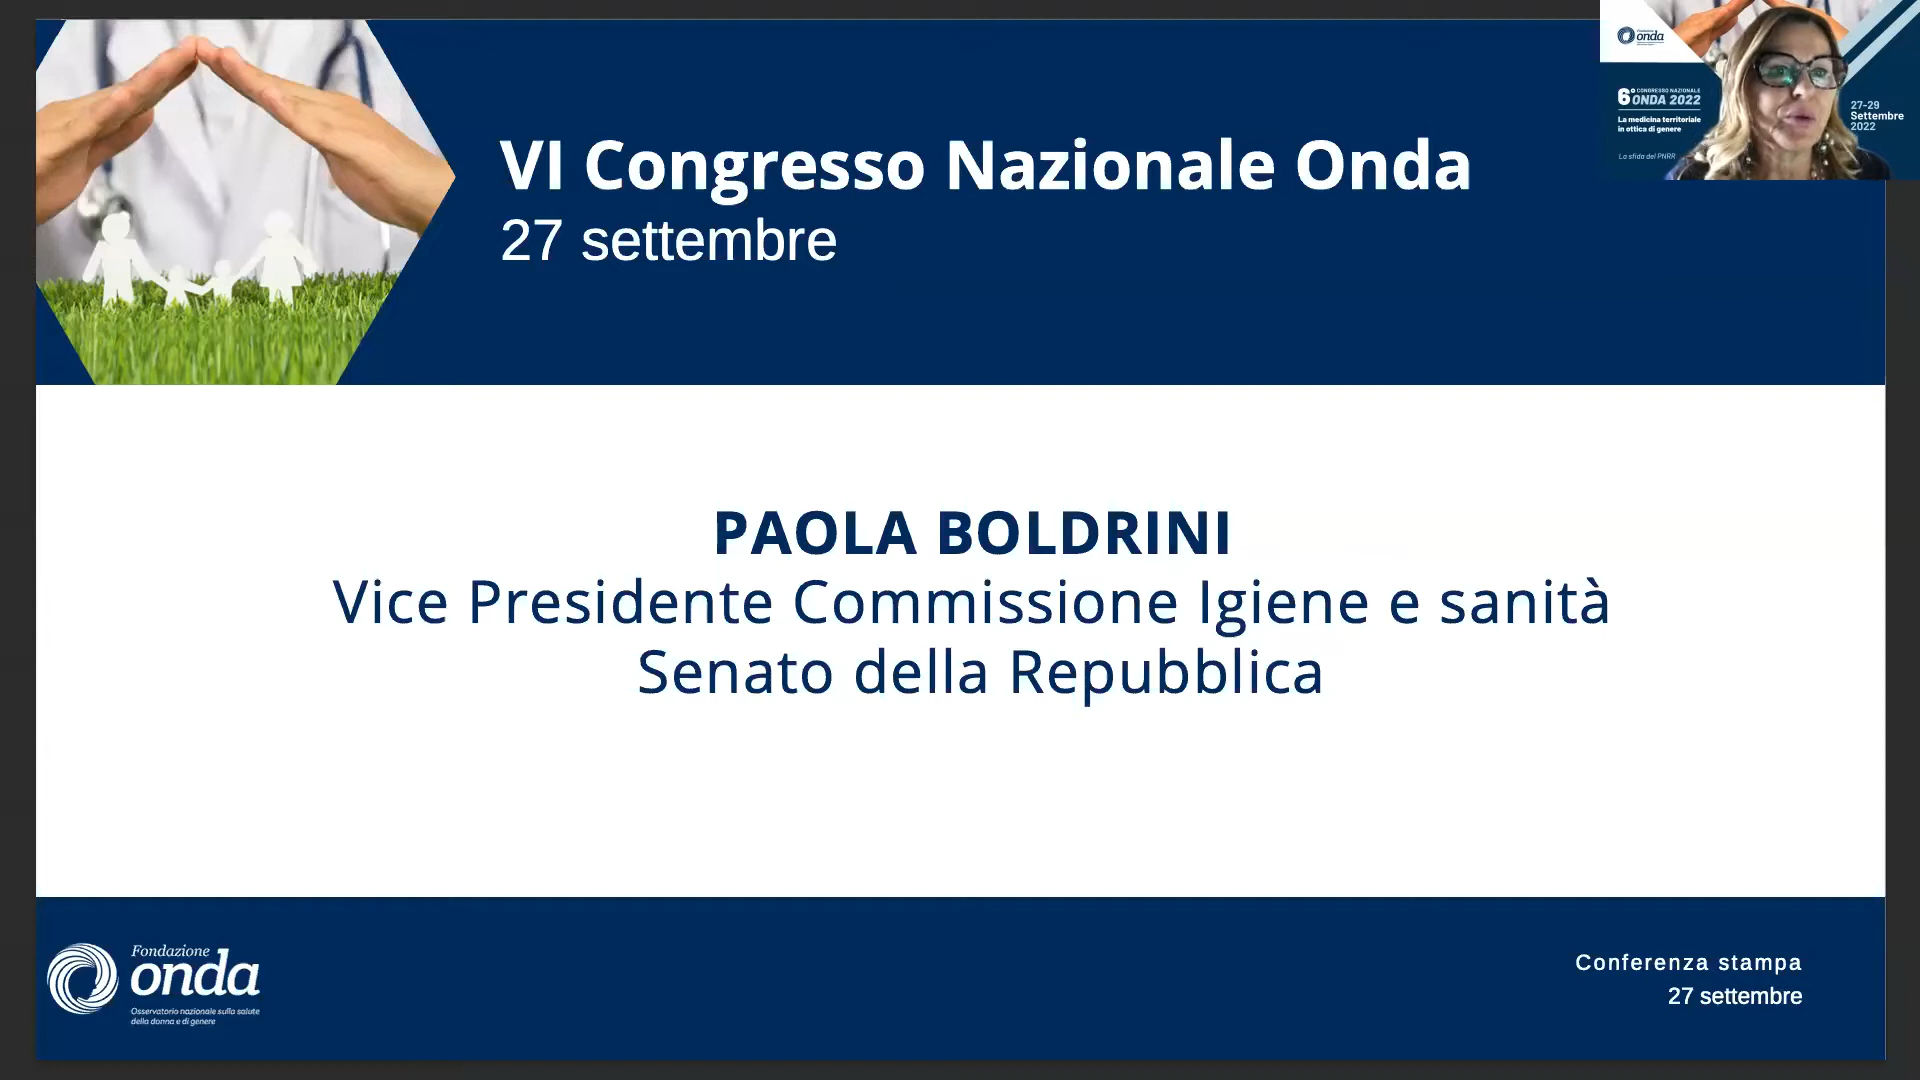 VI Congresso Nazionale Onda
27 settembre
onda
6° CONGRESSO NAZIONALE
ONDA 2022
La medicina territoriale
in ottica di genere
La sfida del PNRR
27-29
Settembre
2022
PAOLA BOLDRINI
Vice Presidente Commissione Igiene e sanità
Senato della Repubblica
Fondazione
onda
Osservatorio nazionale sulla salute
della donna e di genere
Conferenza stampa
27 settembre